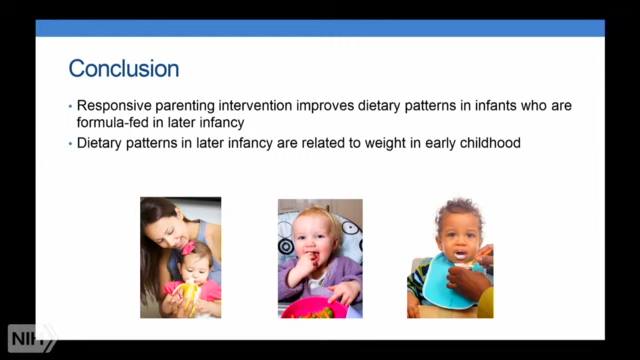 Conclusion
• Responsive parenting intervention improves dietary patterns in infants who are
formula-fed in later infancy
• Dietary patterns in later infancy are related to weight in early childhood
NIH